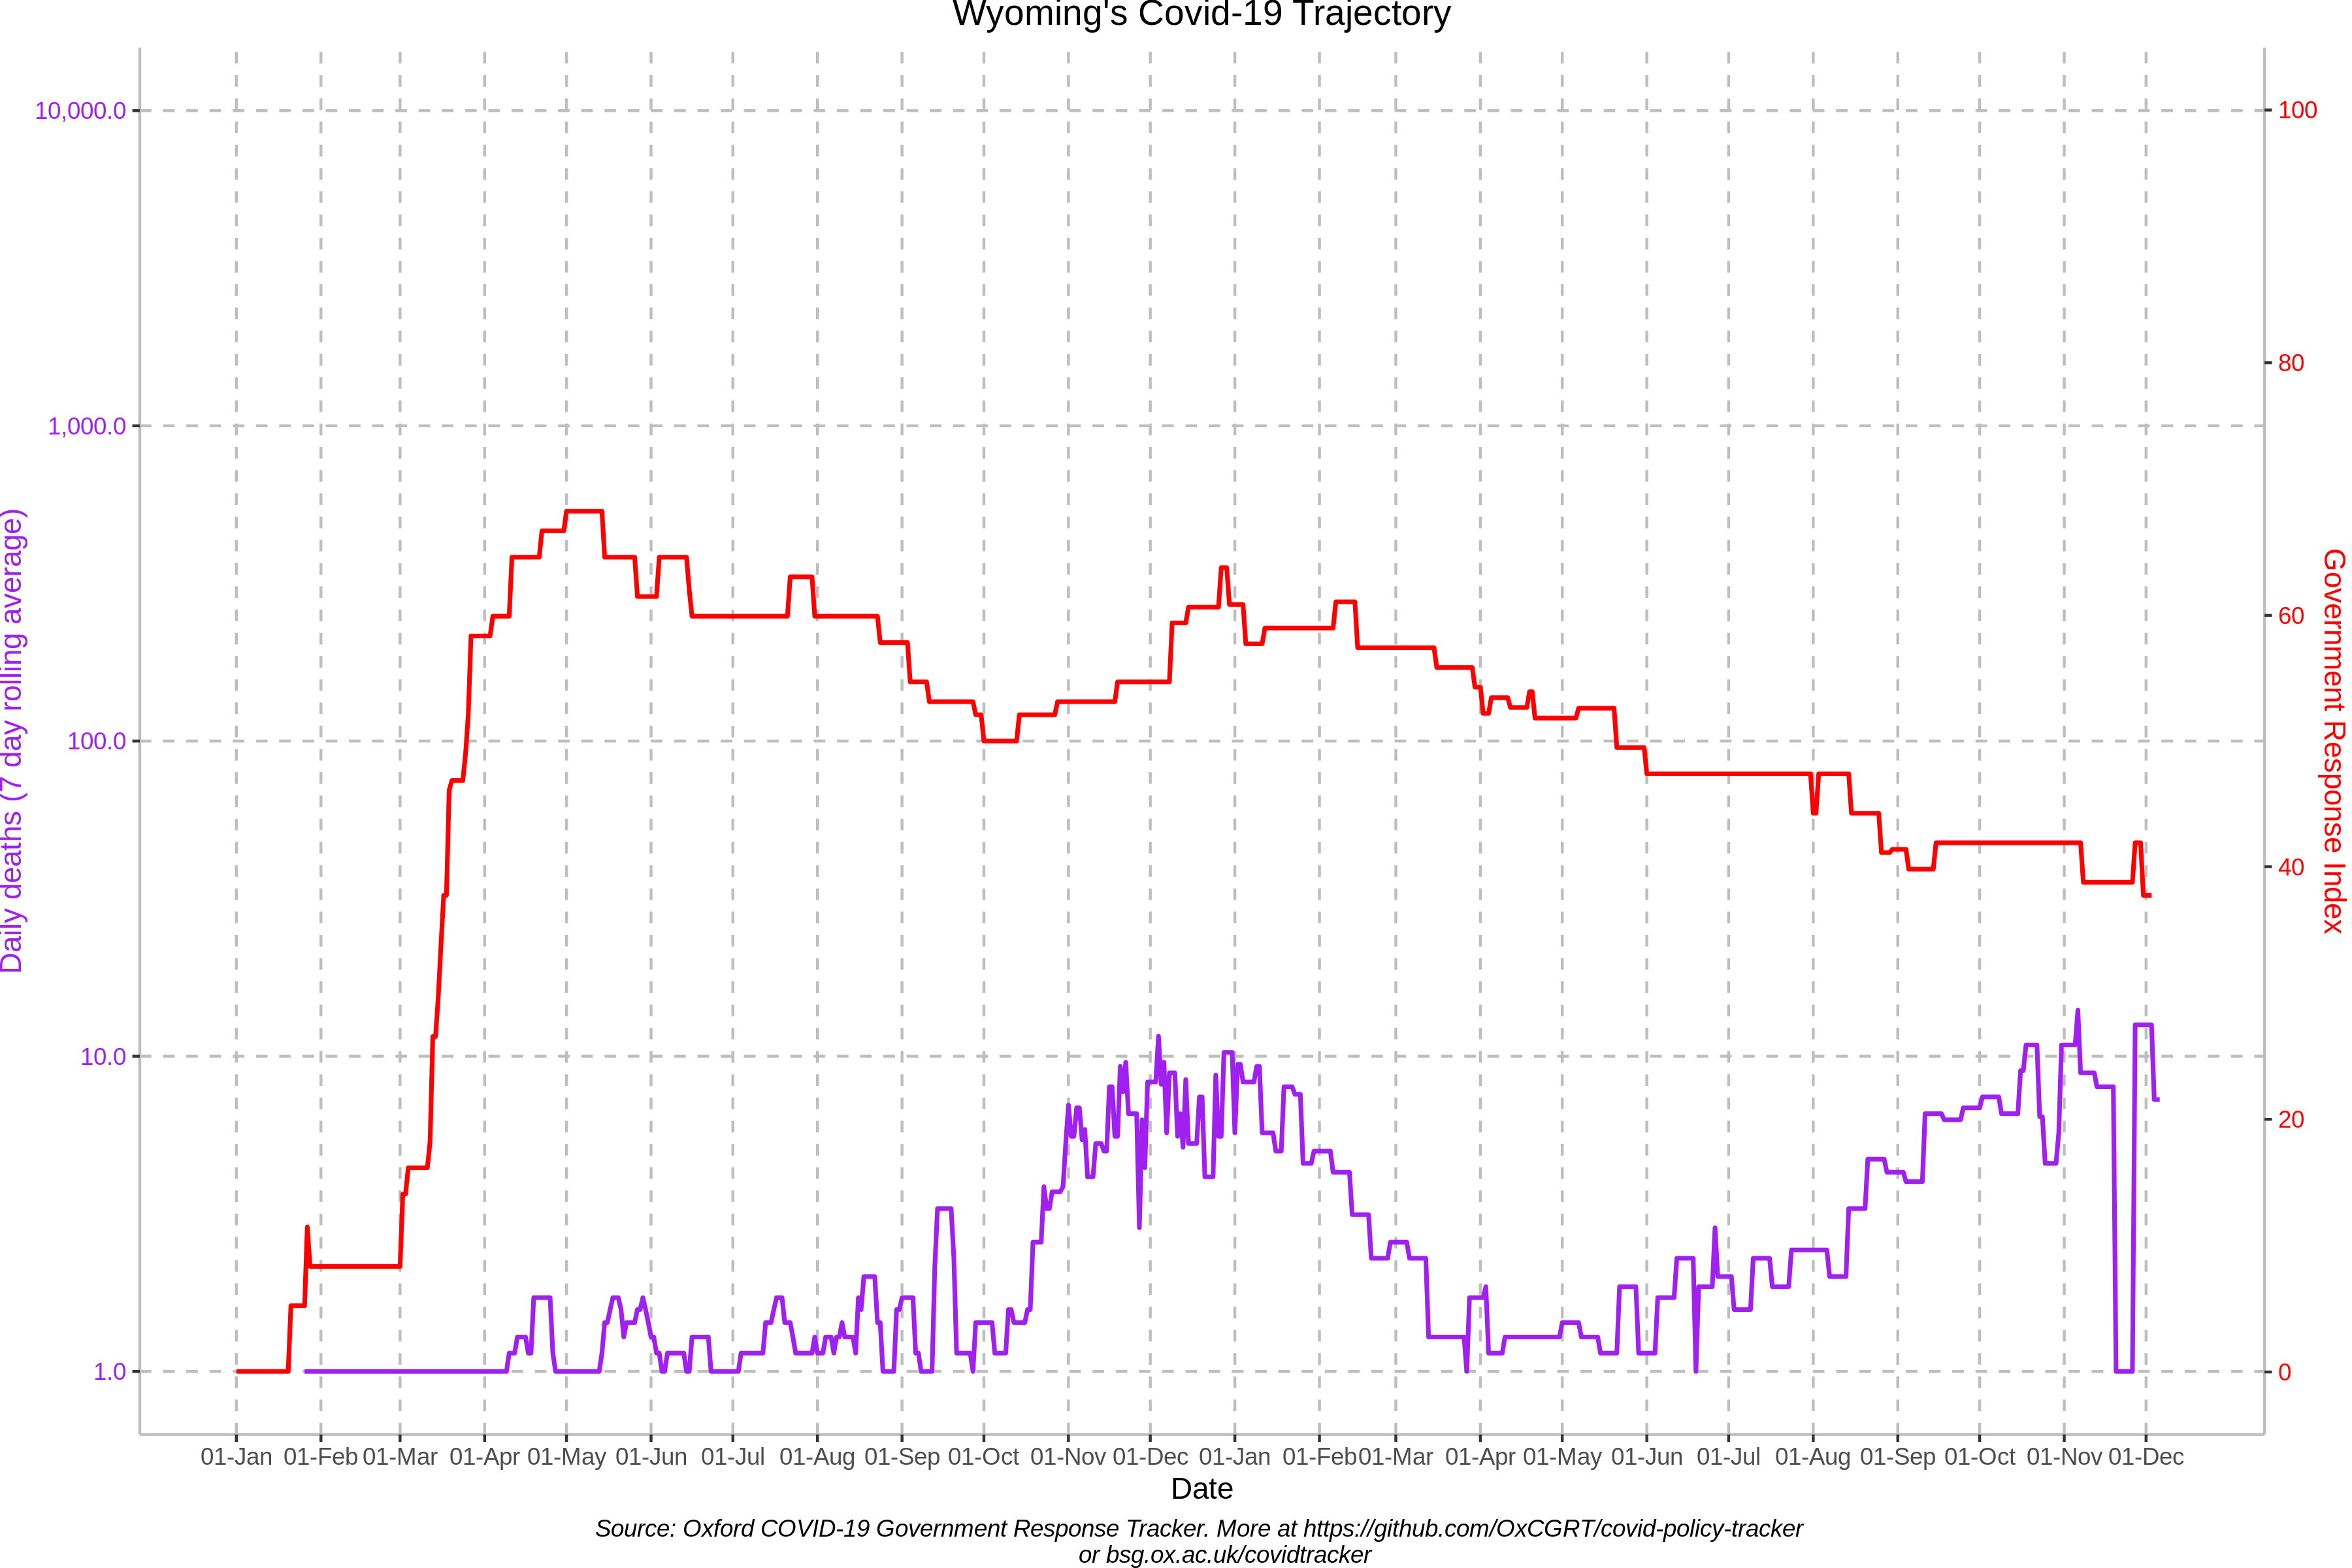 Wyoming's Covid-19 Trajectory
10,000.0
1,000.0
100.0
10.0
1.0
Daily deaths (7 day rolling average)
100
80
60
40
20
0
Government Response Index
01-Jan 01-Feb 01-Mar 01-Apr 01-May 01-Jun 01-Jul 01-Aug 01-Sep 01-Oct 01-Nov 01-Dec 01-Jan 01-Feb 01-Mar 01-Apr 01-May 01-Jun 01-Jul 01-Aug 01-Sep 01-Oct 01-Nov 01-Dec
Date
Source: Oxford COVID-19 Government Response Tracker. More at https://github.com/OxCGRT/covid-policy-tracker
or bsg.ox.ac.uk/covidtracker